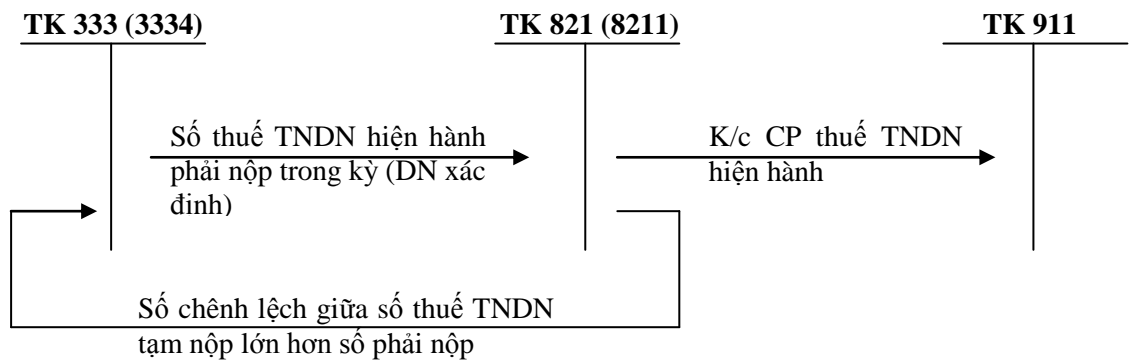 TK 333 (3334)
TK 821 (8211)
TK 911
Số thuế TNDN hiện hành
phải nộp trong kỳ (DN xác
đinh)
K/c CP thuế TNDN
hiện hành
Số chênh lệch giữa số thuế TNDN
tạm nộp lớn hơn số phải nộp